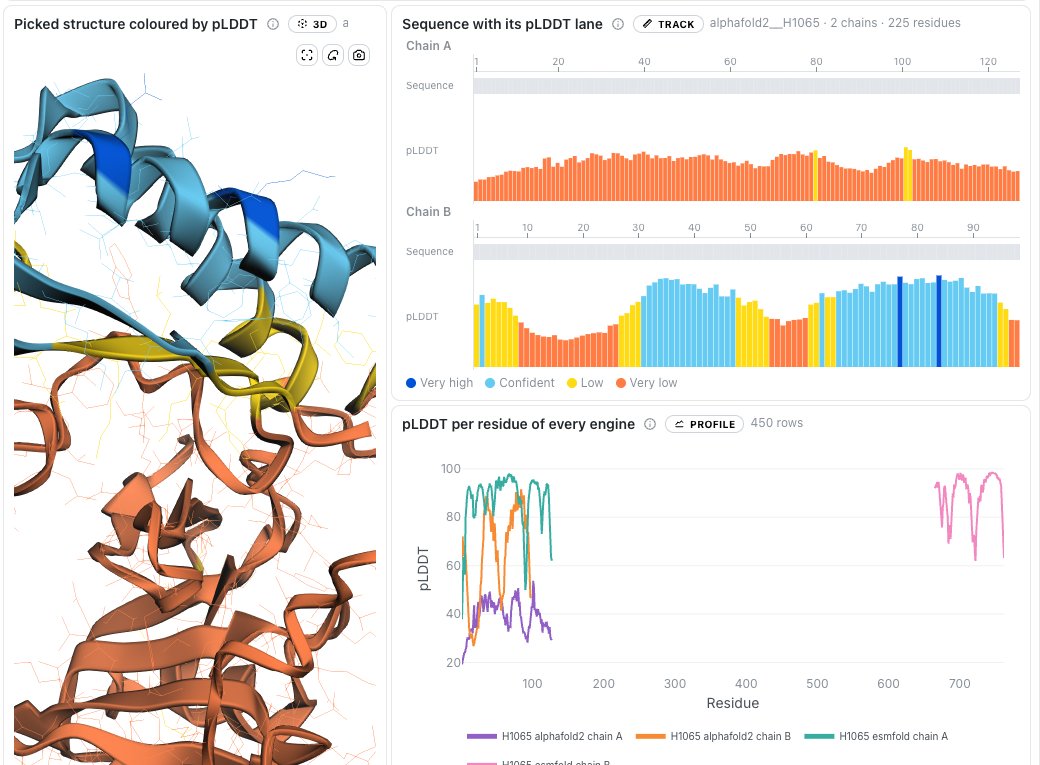 Picked structure coloured by pLDDT 3D a
Sequence with its pLDDT lane TRACK alphafold2__H1065 · 2 chains · 225 residues
Chain A
1 20 40 60 80 100 120
Sequence
pLDDT
Chain B
1 10 20 30 40 50 60 70 80 90
Sequence
pLDDT
Very high Confident Low Very low
pLDDT per residue of every engine PROFILE 450 rows
100
80
60
40
20
pLDDT
100 200 300 400 500 600 700
Residue
H1065 alphafold2 chain A H1065 alphafold2 chain B H1065 esmfold chain A
H1065 esmfold chain B